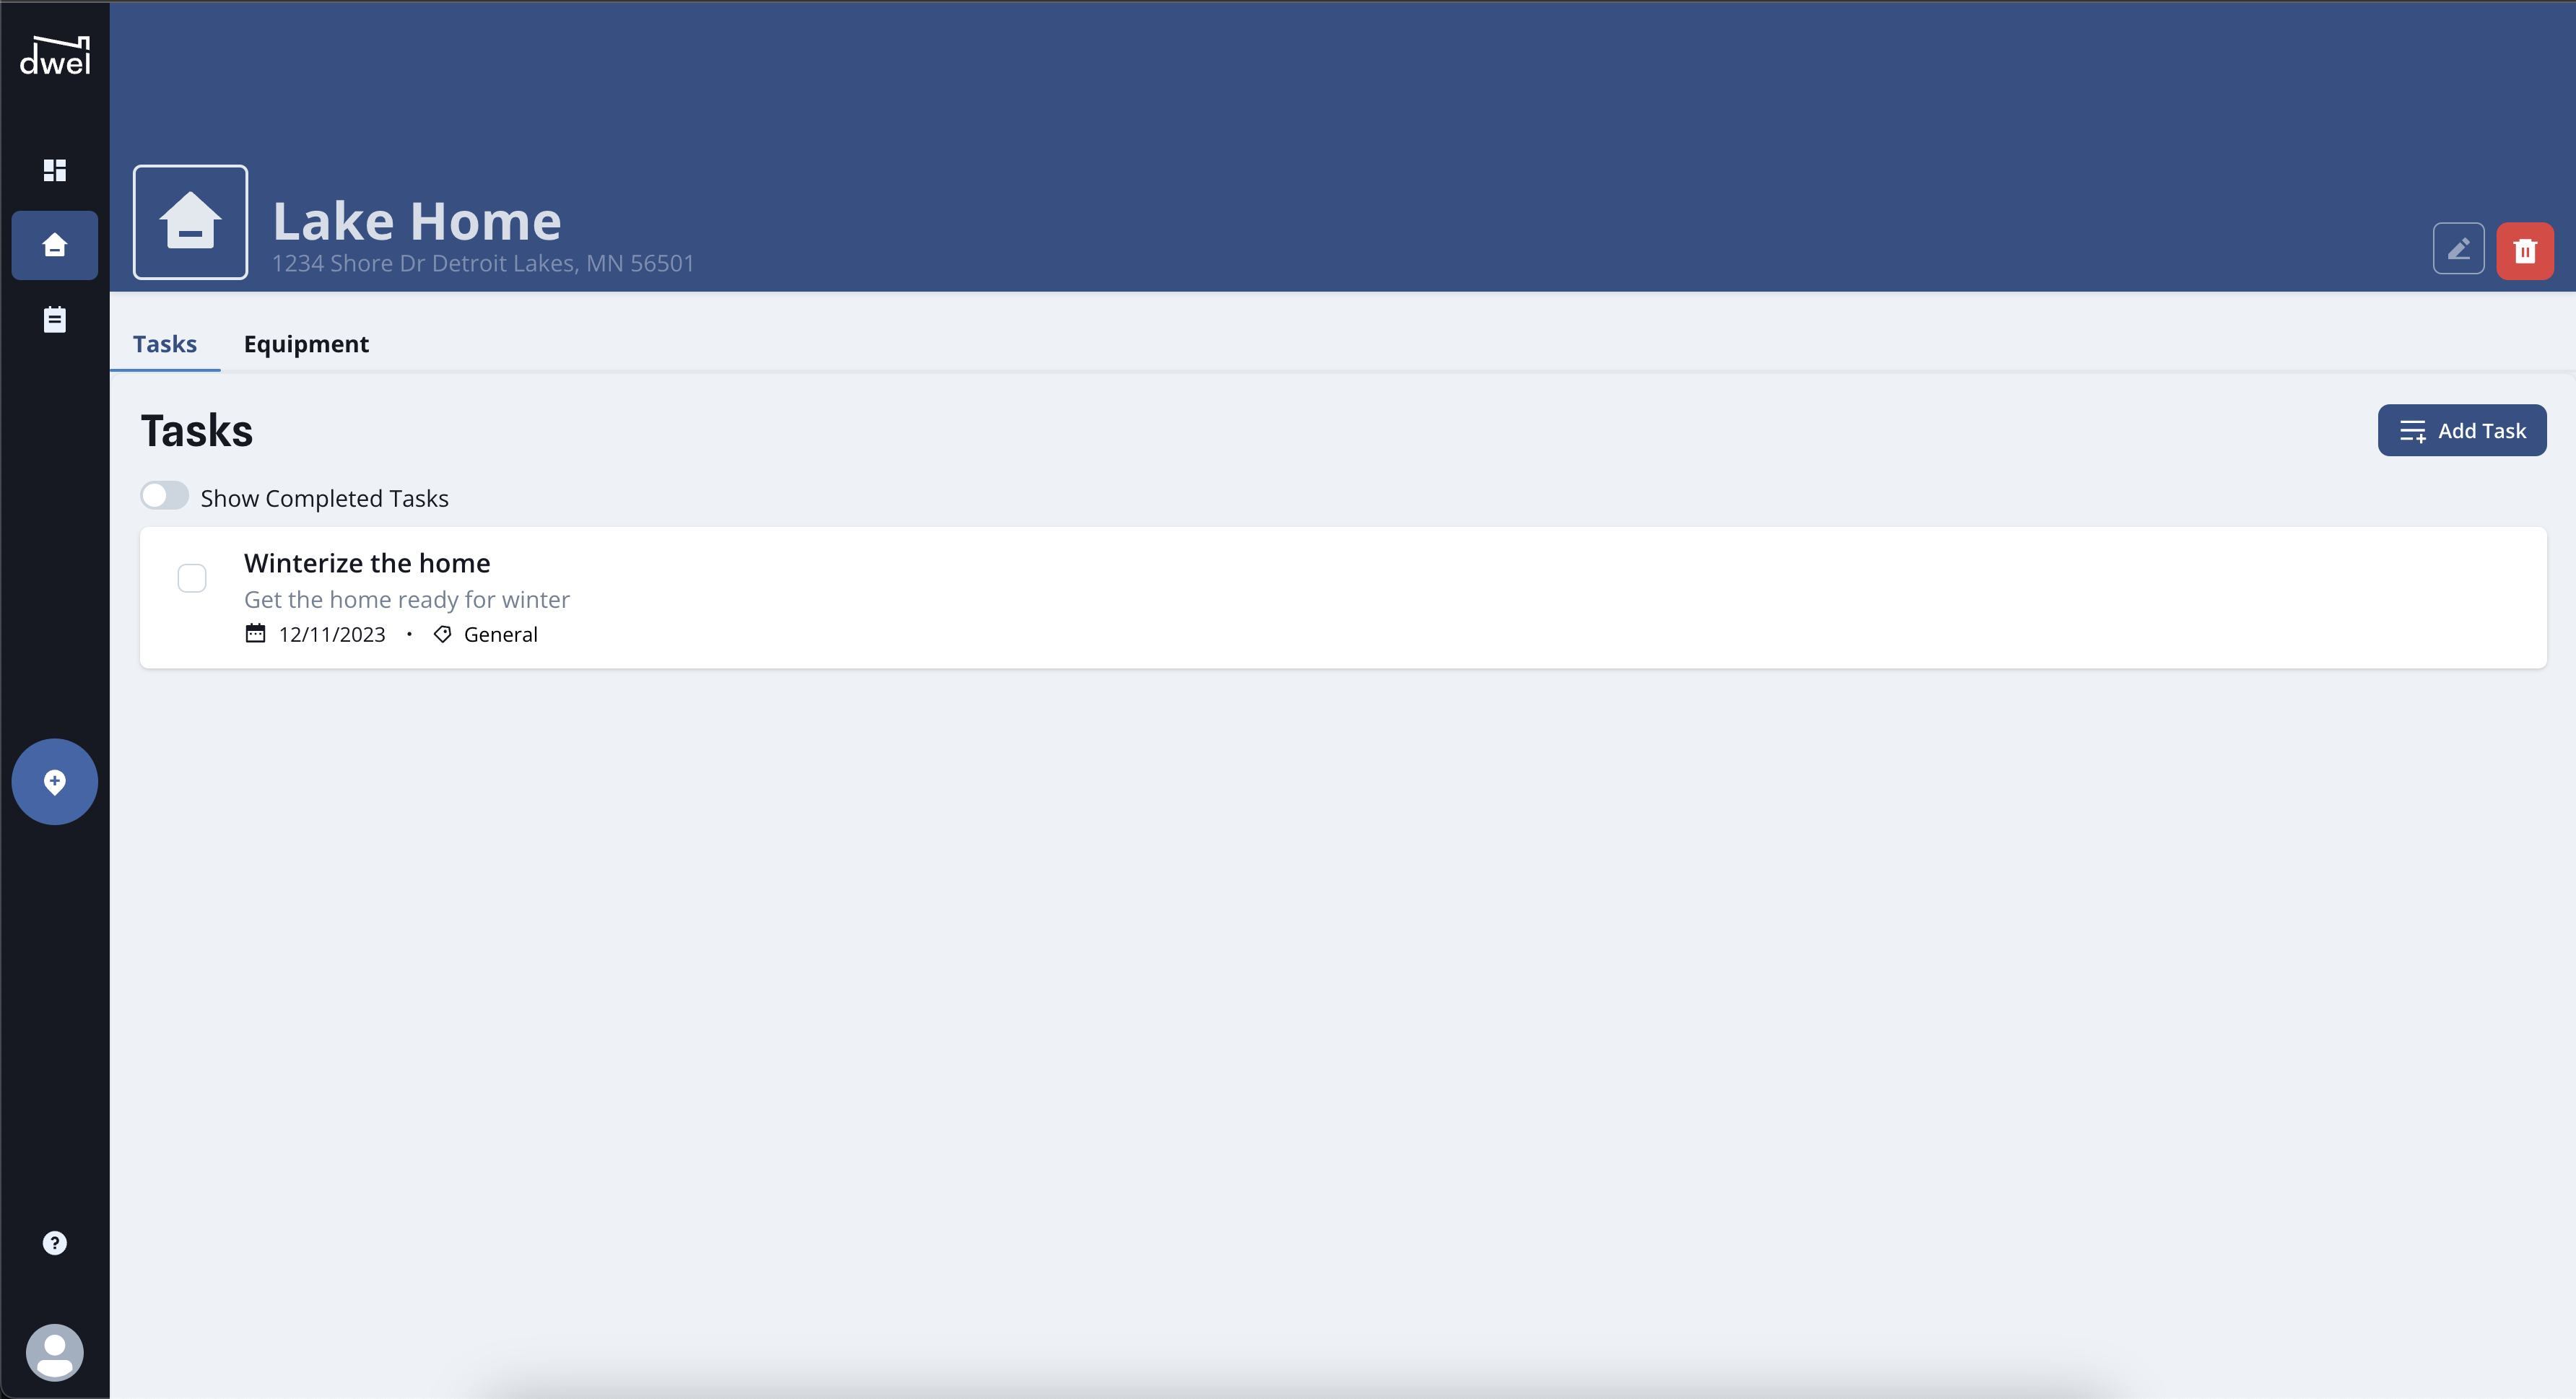 dwel
Lake Home
1234 Shore Dr Detroit Lakes, MN 56501
Tasks
Equipment
Tasks
Add Task
Show Completed Tasks
Winterize the home
Get the home ready for winter
12/11/2023 • General
?